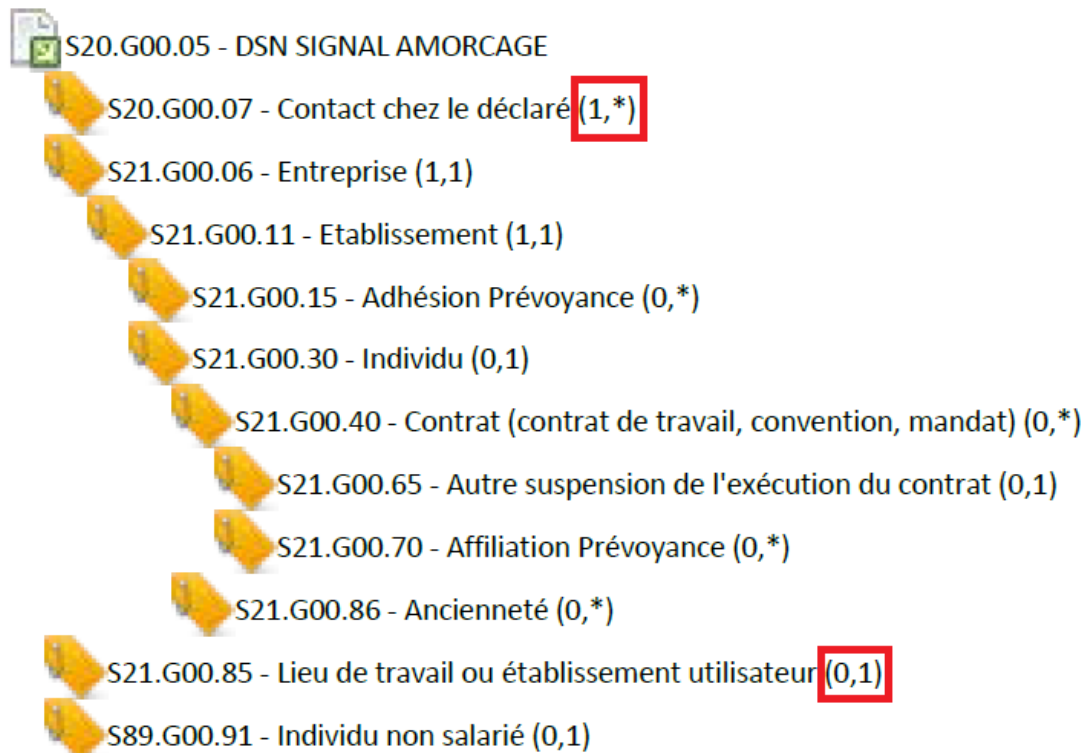 S20.G00.05 - DSN SIGNAL AMORCAGE
S20.G00.07 - Contact chez le déclaré (1,*)
S21.G00.06 - Entreprise (1,1)
S21.G00.11 - Etablissement (1,1)
S21.G00.15 - Adhésion Prévoyance (0,*)
S21.G00.30 - Individu (0,1)
S21.G00.40 - Contrat (contrat de travail, convention, mandat) (0,*)
S21.G00.65 - Autre suspension de l'exécution du contrat (0,1)
S21.G00.70 - Affiliation Prévoyance (0,*)
S21.G00.86 - Ancienneté (0,*)
S21.G00.85 - Lieu de travail ou établissement utilisateur (0,1)
S89.G00.91 - Individu non salarié (0,1)